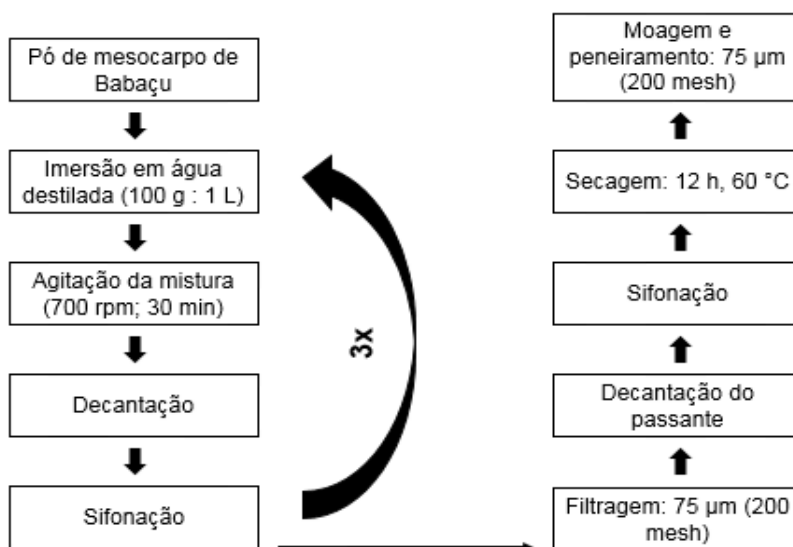 Pó de mesocarpo de
Babaçu
Imersão em água
destilada (100 g : 1 L)
Agitação da mistura
(700 rpm; 30 min)
Decantação
Sifonação
3x
Filtragem: 75 µm (200
mesh)
Decantação do
passante
Sifonação
Secagem: 12 h, 60 °C
Moagem e
peneiramento: 75 µm
(200 mesh)